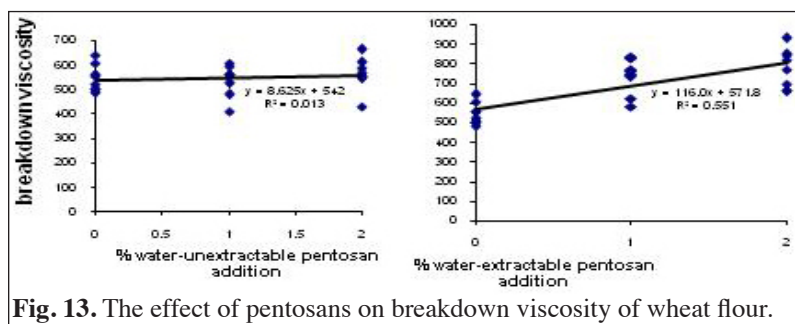 breakdown viscosity
700
600
500
400
300
200
100
0
y = 8.625x + 542
R² = 0.013
0 0.5 1 1.5 2
% water-unextractable pentosan
addition
1000
900
800
700
600
500
400
300
200
100
0
y = 116.0x + 571.8
R² = 0.551
0 1 2
% water-extractable pentosan
addition
Fig. 13. The effect of pentosans on breakdown viscosity of wheat flour.